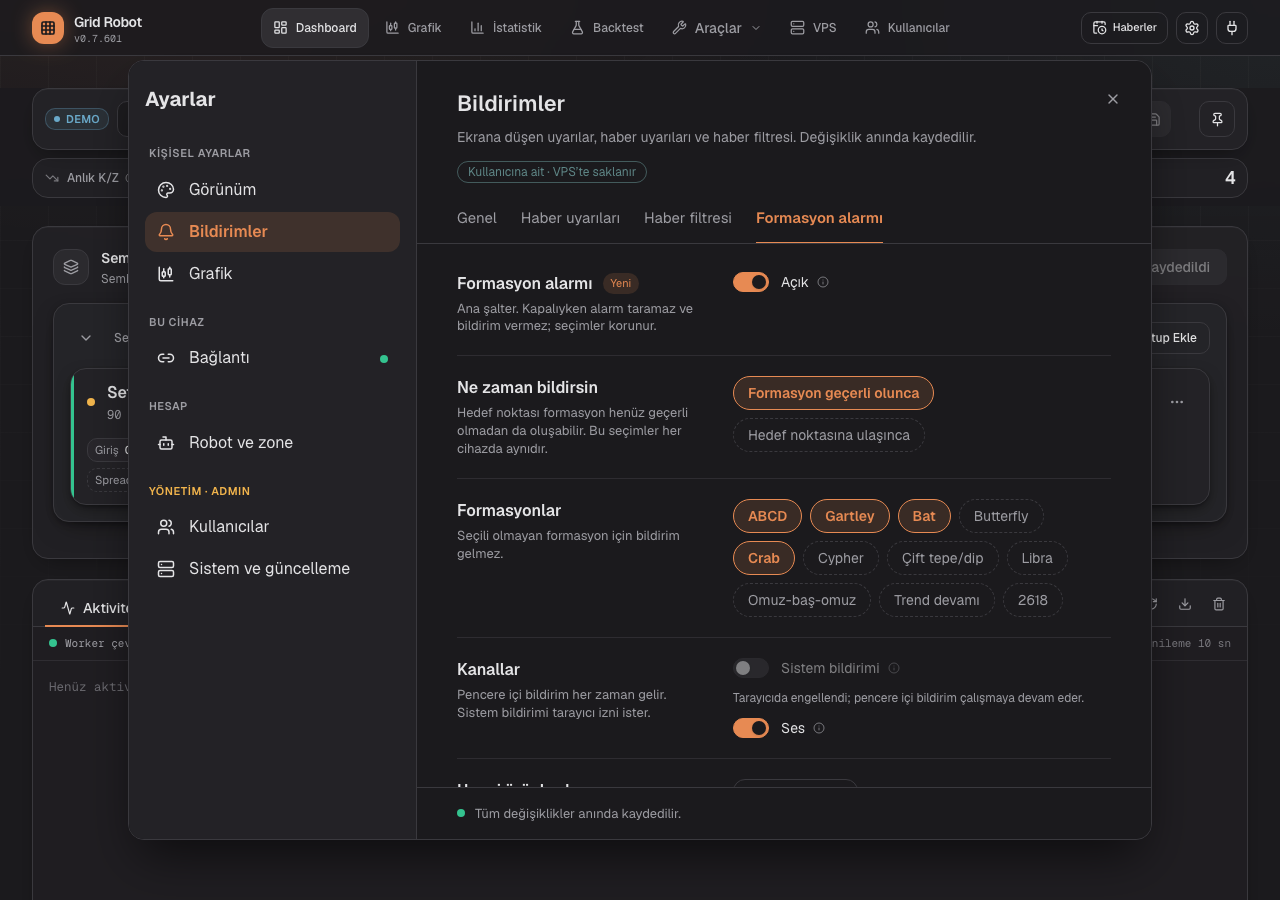 Grid Robot
v0.7.601
Dashboard
Grafik
İstatistik
Backtest
Araçlar
VPS
Kullanıcılar
Haberler
DEMO
Anlık K/Z
4
aydedildi
tup Ekle
90
Giriş
Aktivite
Worker çev
nileme 10 sn
Henüz aktiv
Ayarlar
KİŞİSEL AYARLAR
Görünüm
Bildirimler
Grafik
BU CİHAZ
Bağlantı
HESAP
Robot ve zone
YÖNETİM · ADMIN
Kullanıcılar
Sistem ve güncelleme
Bildirimler
Ekrana düşen uyarılar, haber uyarıları ve haber filtresi. Değişiklik anında kaydedilir.
Kullanıcına ait · VPS'te saklanır
Genel Haber uyarıları Haber filtresi Formasyon alarmı
Formasyon alarmı Yeni
Ana şalter. Kapalıyken alarm taramaz ve
bildirim vermez; seçimler korunur.
Açık
Ne zaman bildirsin
Hedef noktası formasyon henüz geçerli
olmadan da oluşabilir. Bu seçimler her
cihazda aynıdır.
Formasyon geçerli olunca
Hedef noktasına ulaşınca
Formasyonlar
Seçili olmayan formasyon için bildirim
gelmez.
ABCD Gartley Bat Butterfly
Crab Cypher Çift tepe/dip Libra
Omuz-baş-omuz Trend devamı 2618
Kanallar
Pencere içi bildirim her zaman gelir.
Sistem bildirimi tarayıcı izni ister.
Sistem bildirimi
Tarayıcıda engellendi; pencere içi bildirim çalışmaya devam eder.
Ses
Tüm değişiklikler anında kaydedilir.